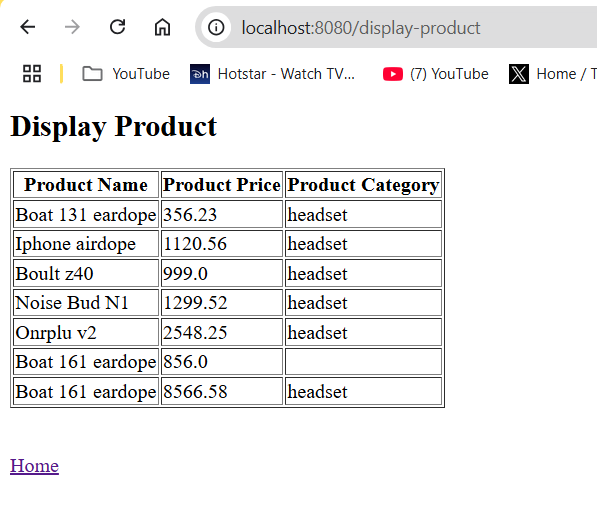 localhost:8080/display-product
YouTube Hotstar - Watch TV... (7) YouTube Home / T
Display Product
Product Name Product Price Product Category
Boat 131 eardope 356.23 headset
Iphone airdope 1120.56 headset
Boult z40 999.0 headset
Noise Bud N1 1299.52 headset
Onrplu v2 2548.25 headset
Boat 161 eardope 856.0
Boat 161 eardope 8566.58 headset
Home